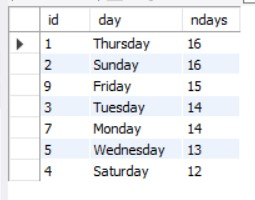 id day ndays
1 Thursday 16
2 Sunday 16
9 Friday 15
3 Tuesday 14
7 Monday 14
5 Wednesday 13
4 Saturday 12